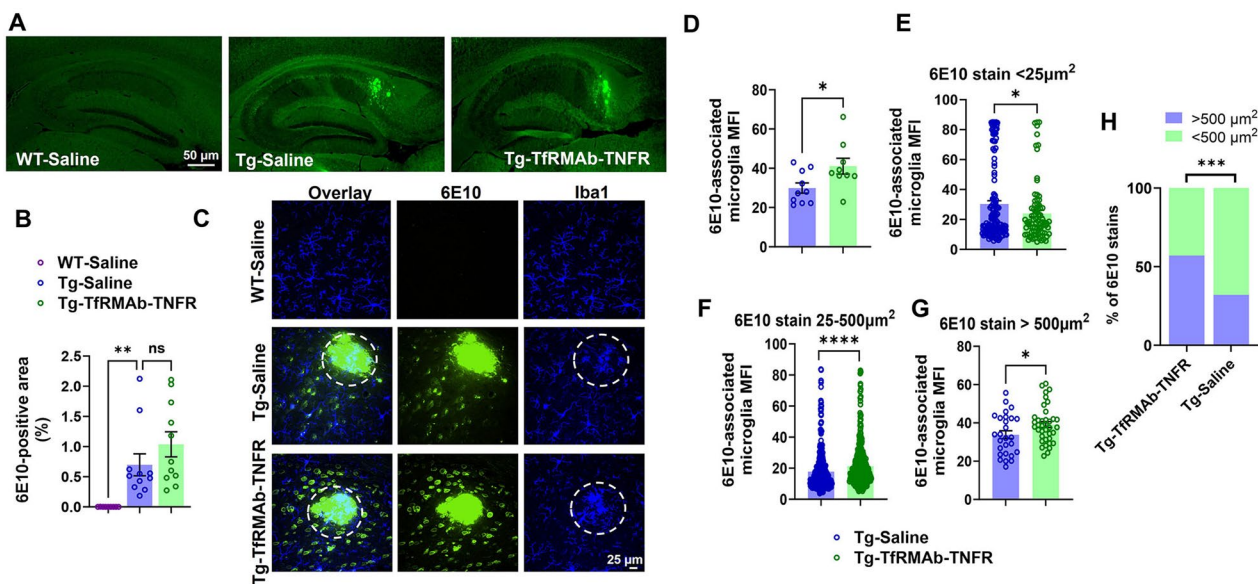 A
WT-Saline
50 µm
Tg-Saline
Tg-TfRMAb-TNFR
B
WT-Saline
Tg-Saline
Tg-TfRMAb-TNFR
6E10-positive area
(%)
2.5
2.0
1.5
1.0
0.5
0.0
**
ns
C
Overlay
6E10
Iba1
WT-Saline
Tg-Saline
Tg-TfRMAb-TNFR
25 µm
D
6E10-associated
microglia MFI
80
60
40
20
0
*
E
6E10 stain <25µm²
6E10-associated
microglia MFI
100
80
60
40
20
0
*
F
6E10 stain 25-500µm²
6E10-associated
microglia MFI
100
80
60
40
20
0
****
G
6E10 stain > 500µm²
6E10-associated
microglia MFI
80
60
40
20
0
*
Tg-Saline
Tg-TfRMAb-TNFR
H
>500 µm²
<500 µm²
% of 6E10 stains
100
50
0
***
Tg-TfRMAb-TNFR
Tg-Saline